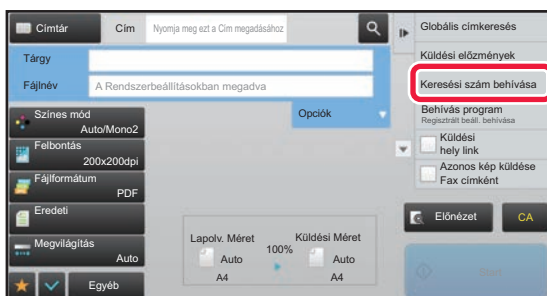 Címtár
Cím
Nyomja meg ezt a Cím megadásához
Tárgy
Fájlnév
A Rendszerbeállításokban megadva
Opciók
Színes mód
Auto/Mono2
Felbontás
200x200dpi
Fájlformátum
PDF
Eredeti
Megvilágítás
Auto
Egyéb
Lapolv. Méret
Auto
A4
100%
Küldési Méret
Auto
A4
Globális címkeresés
Küldési előzmények
Keresési szám behívása
Behívás program
Regisztrált beáll. behívása
Küldési
hely link
Azonos kép küldése
Fax címként
Előnézet
CA
Start